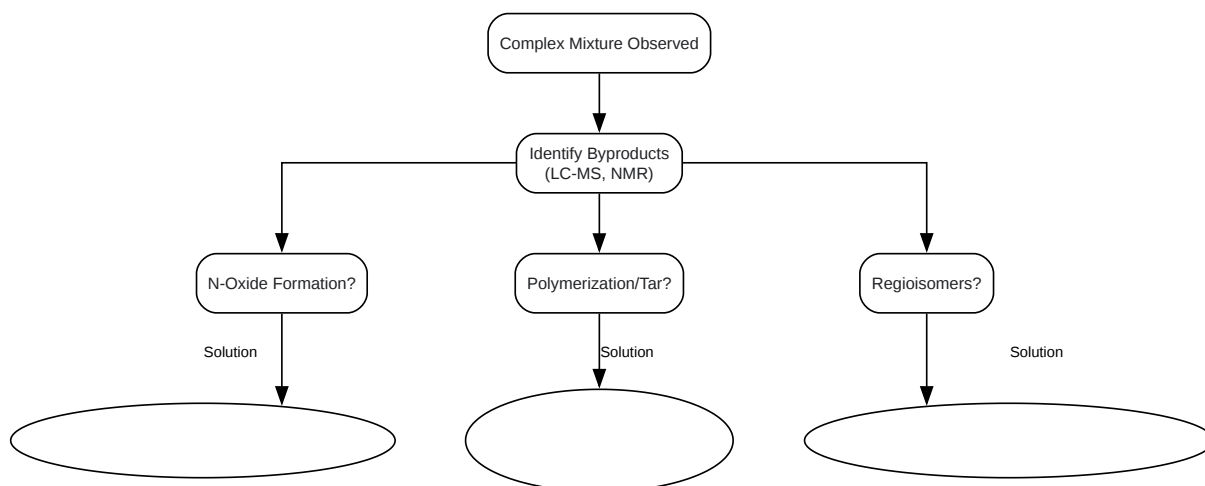 Complex Mixture Observed
Identify Byproducts
(LC-MS, NMR)
N-Oxide Formation?
Polymerization/Tar?
Regioisomers?
Solution
Solution
Solution